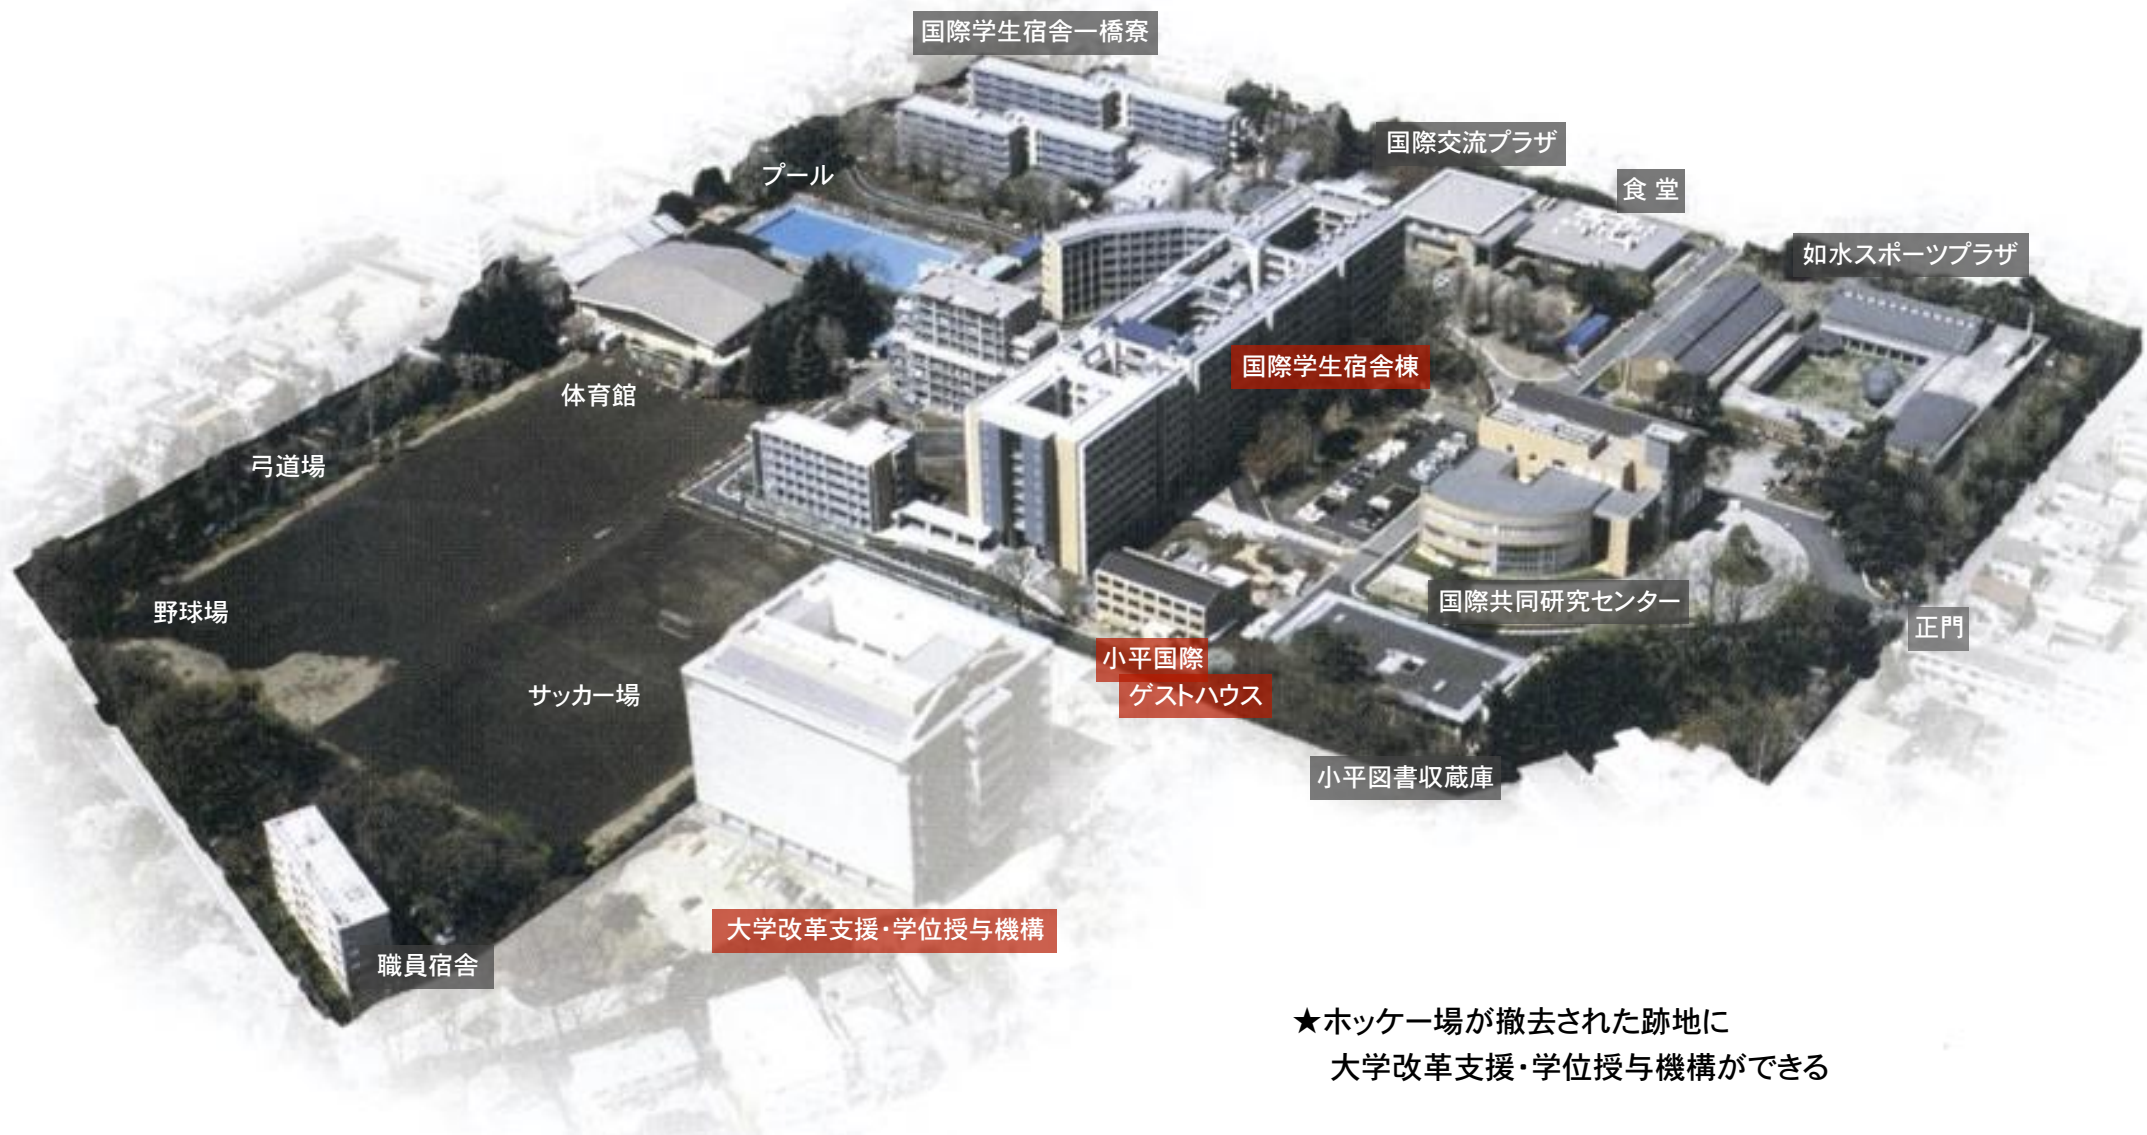 国際学生宿舎一橋寮
国際交流プラザ
プール
食 堂
如水スポーツプラザ
国際学生宿舎棟
体育館
弓道場
国際共同研究センター
野球場
正門
小平国際
ゲストハウス
サッカー場
小平図書収蔵庫
大学改革支援・学位授与機構
職員宿舎
★ホッケー場が撤去された跡地に
大学改革支援・学位授与機構ができる